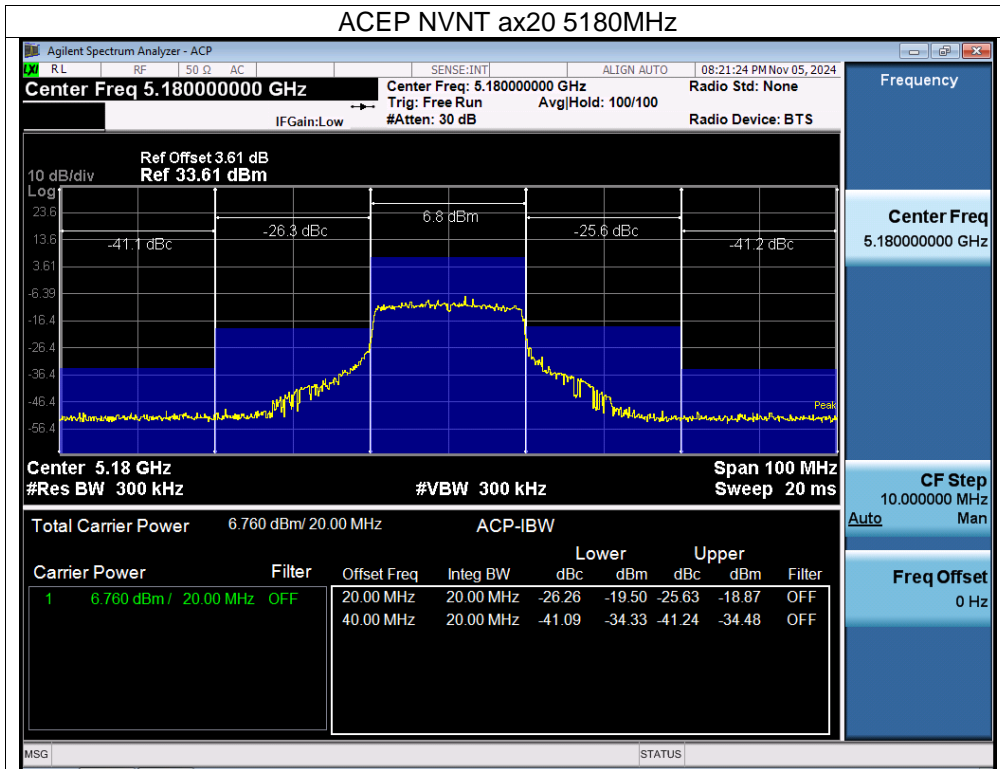 ACEP NVNT ax20 5180MHz
Agilent Spectrum Analyzer - ACP
LXI RL RF 50 Ω AC SENSE:INT ALIGN AUTO 08:21:24 PM Nov 05, 2024
Center Freq 5.180000000 GHz
Center Freq: 5.180000000 GHz Radio Std: None
Trig: Free Run Avg|Hold: 100/100
IFGain:Low #Atten: 30 dB Radio Device: BTS
Ref Offset 3.61 dB
10 dB/div Ref 33.61 dBm
Log
23.6
13.6
3.61
-6.39
-16.4
-26.4
-36.4
-46.4
-56.4
-41.1 dBc -26.3 dBc 6.8 dBm -25.6 dBc -41.2 dBc
Peak
Center 5.18 GHz Span 100 MHz
#Res BW 300 kHz #VBW 300 kHz Sweep 20 ms
Total Carrier Power 6.760 dBm/ 20.00 MHz ACP-IBW
Lower Upper
Carrier Power Filter Offset Freq Integ BW dBc dBm dBc dBm Filter
1 6.760 dBm / 20.00 MHz OFF 20.00 MHz 20.00 MHz -26.26 -19.50 -25.63 -18.87 OFF
40.00 MHz 20.00 MHz -41.09 -34.33 -41.24 -34.48 OFF
MSG STATUS
Frequency
Center Freq
5.180000000 GHz
CF Step
10.000000 MHz
Auto Man
Freq Offset
0 Hz